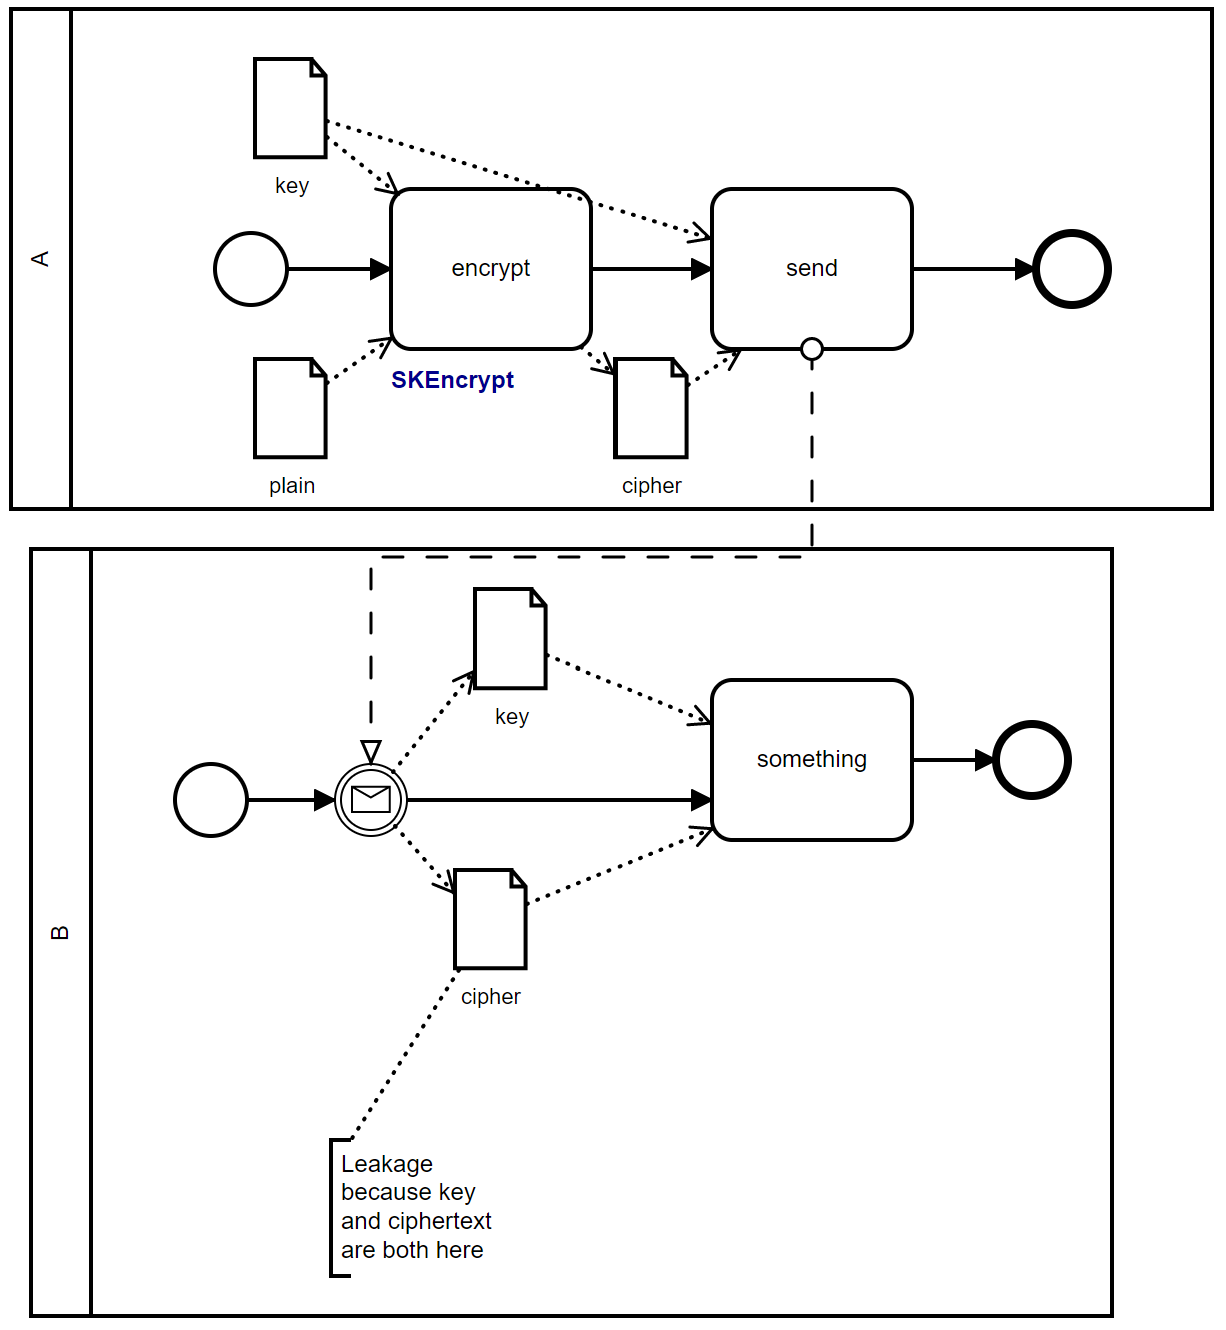 A
key
encrypt
send
SKEncrypt
plain
cipher
B
key
something
cipher
Leakage
because key
and ciphertext
are both here